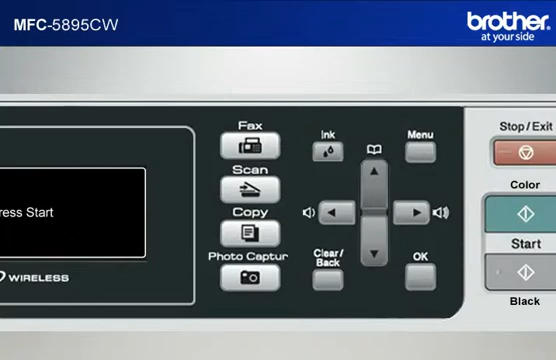 MFC-5895CW
brother
at your side
Fax
Scan
Copy
Photo Captur
ress Start
WIRELESS
Ink
Menu
Clear/
Back
OK
Stop/Exit
Color
Start
Black